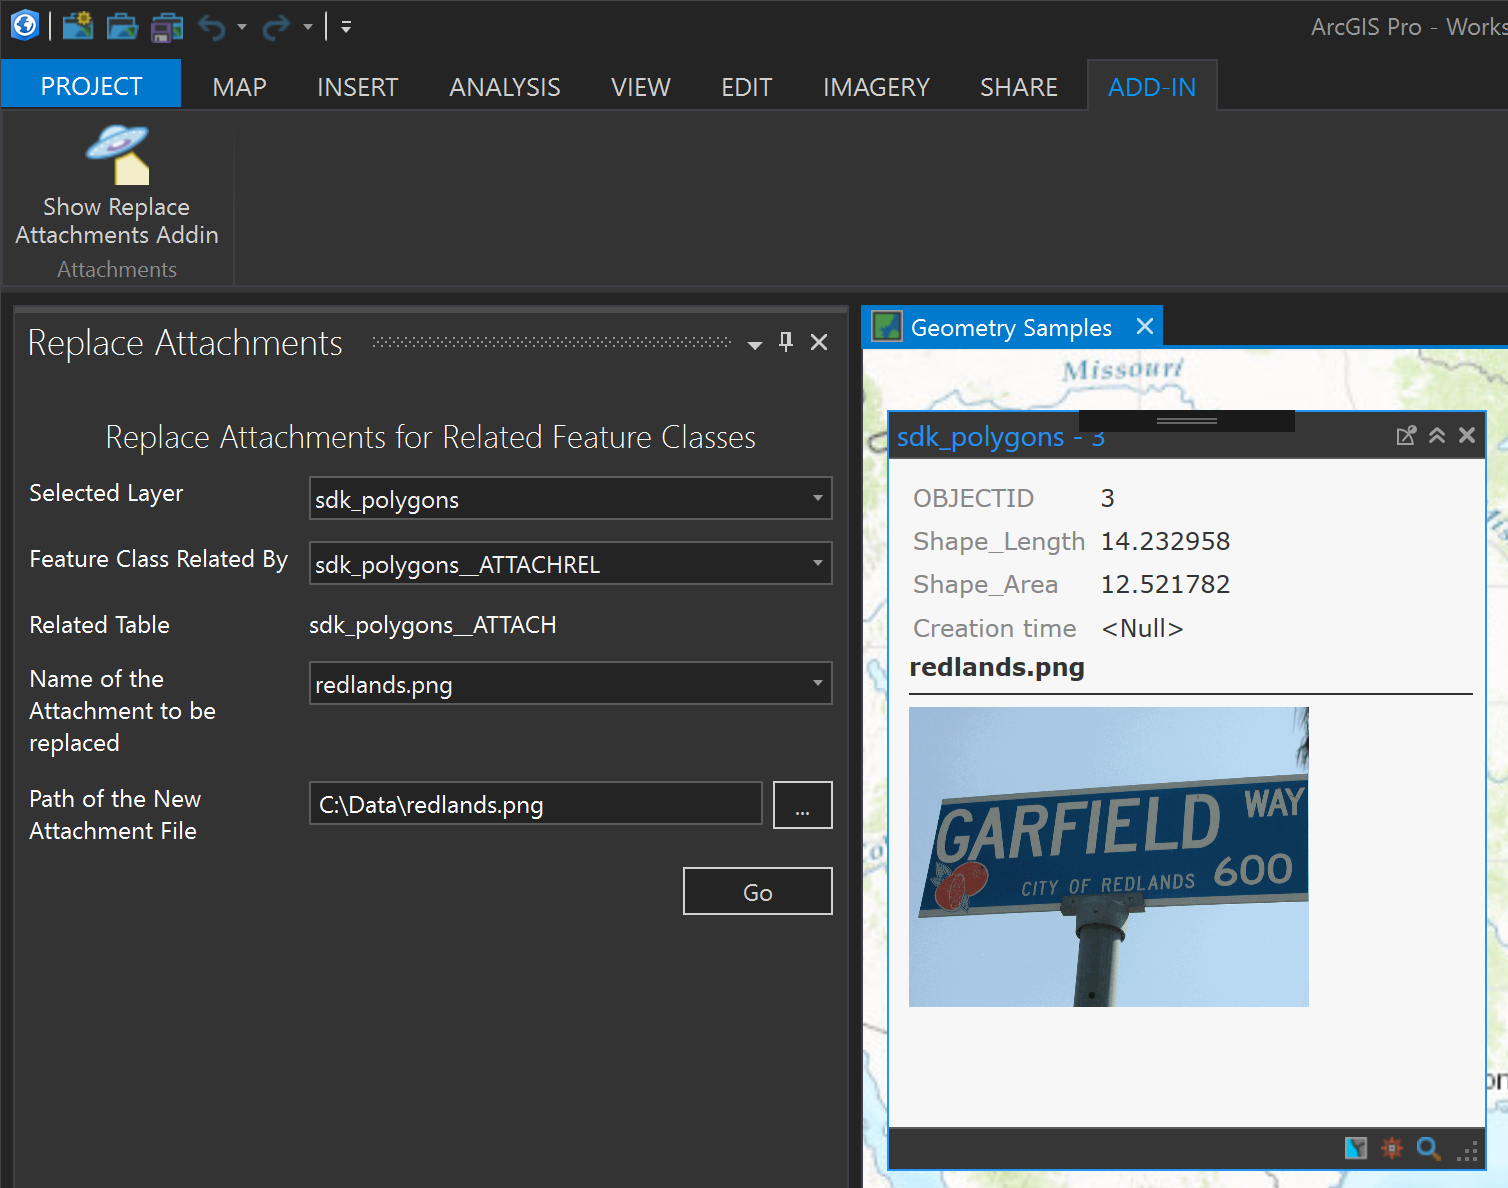 ArcGIS Pro - Works
PROJECT MAP INSERT ANALYSIS VIEW EDIT IMAGERY SHARE ADD-IN
Show Replace
Attachments Addin
Attachments
Replace Attachments
Replace Attachments for Related Feature Classes
Selected Layer
sdk_polygons
Feature Class Related By
sdk_polygons__ATTACHREL
Related Table
sdk_polygons__ATTACH
Name of the
Attachment to be
replaced
redlands.png
Path of the New
Attachment File
C:\Data\redlands.png
...
Go
Geometry Samples
Missouri
sdk_polygons - 3
OBJECTID 3
Shape_Length 14.232958
Shape_Area 12.521782
Creation time <Null>
redlands.png
GARFIELD WAY
CITY OF REDLANDS 600